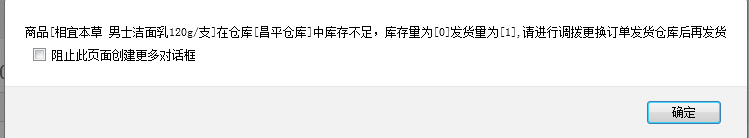 商品[相宜本草 男士洁面乳120g/支]在仓库[昌平仓库]中库存不足，库存量为[0]发货量为[1],请进行调拨更换订单发货仓库后再发货
阻止此页面创建更多对话框
确定